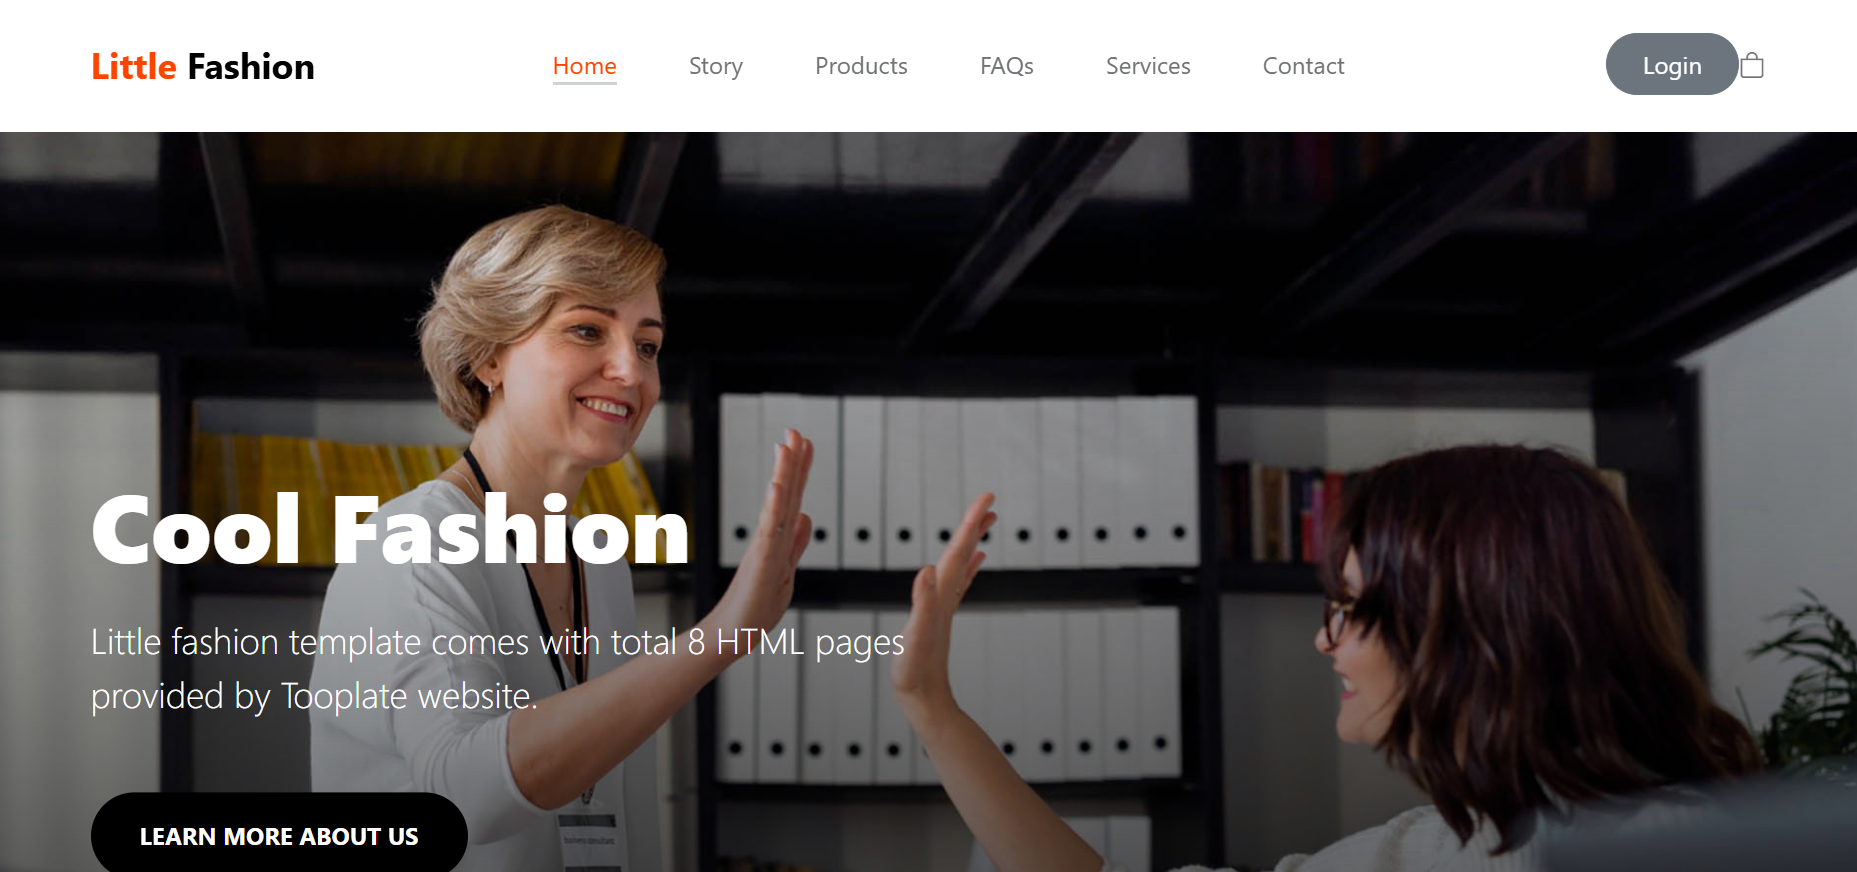 Little Fashion
Home
Story
Products
FAQs
Services
Contact
Login
Cool Fashion
Little fashion template comes with total 8 HTML pages
provided by Tooplate website.
LEARN MORE ABOUT US